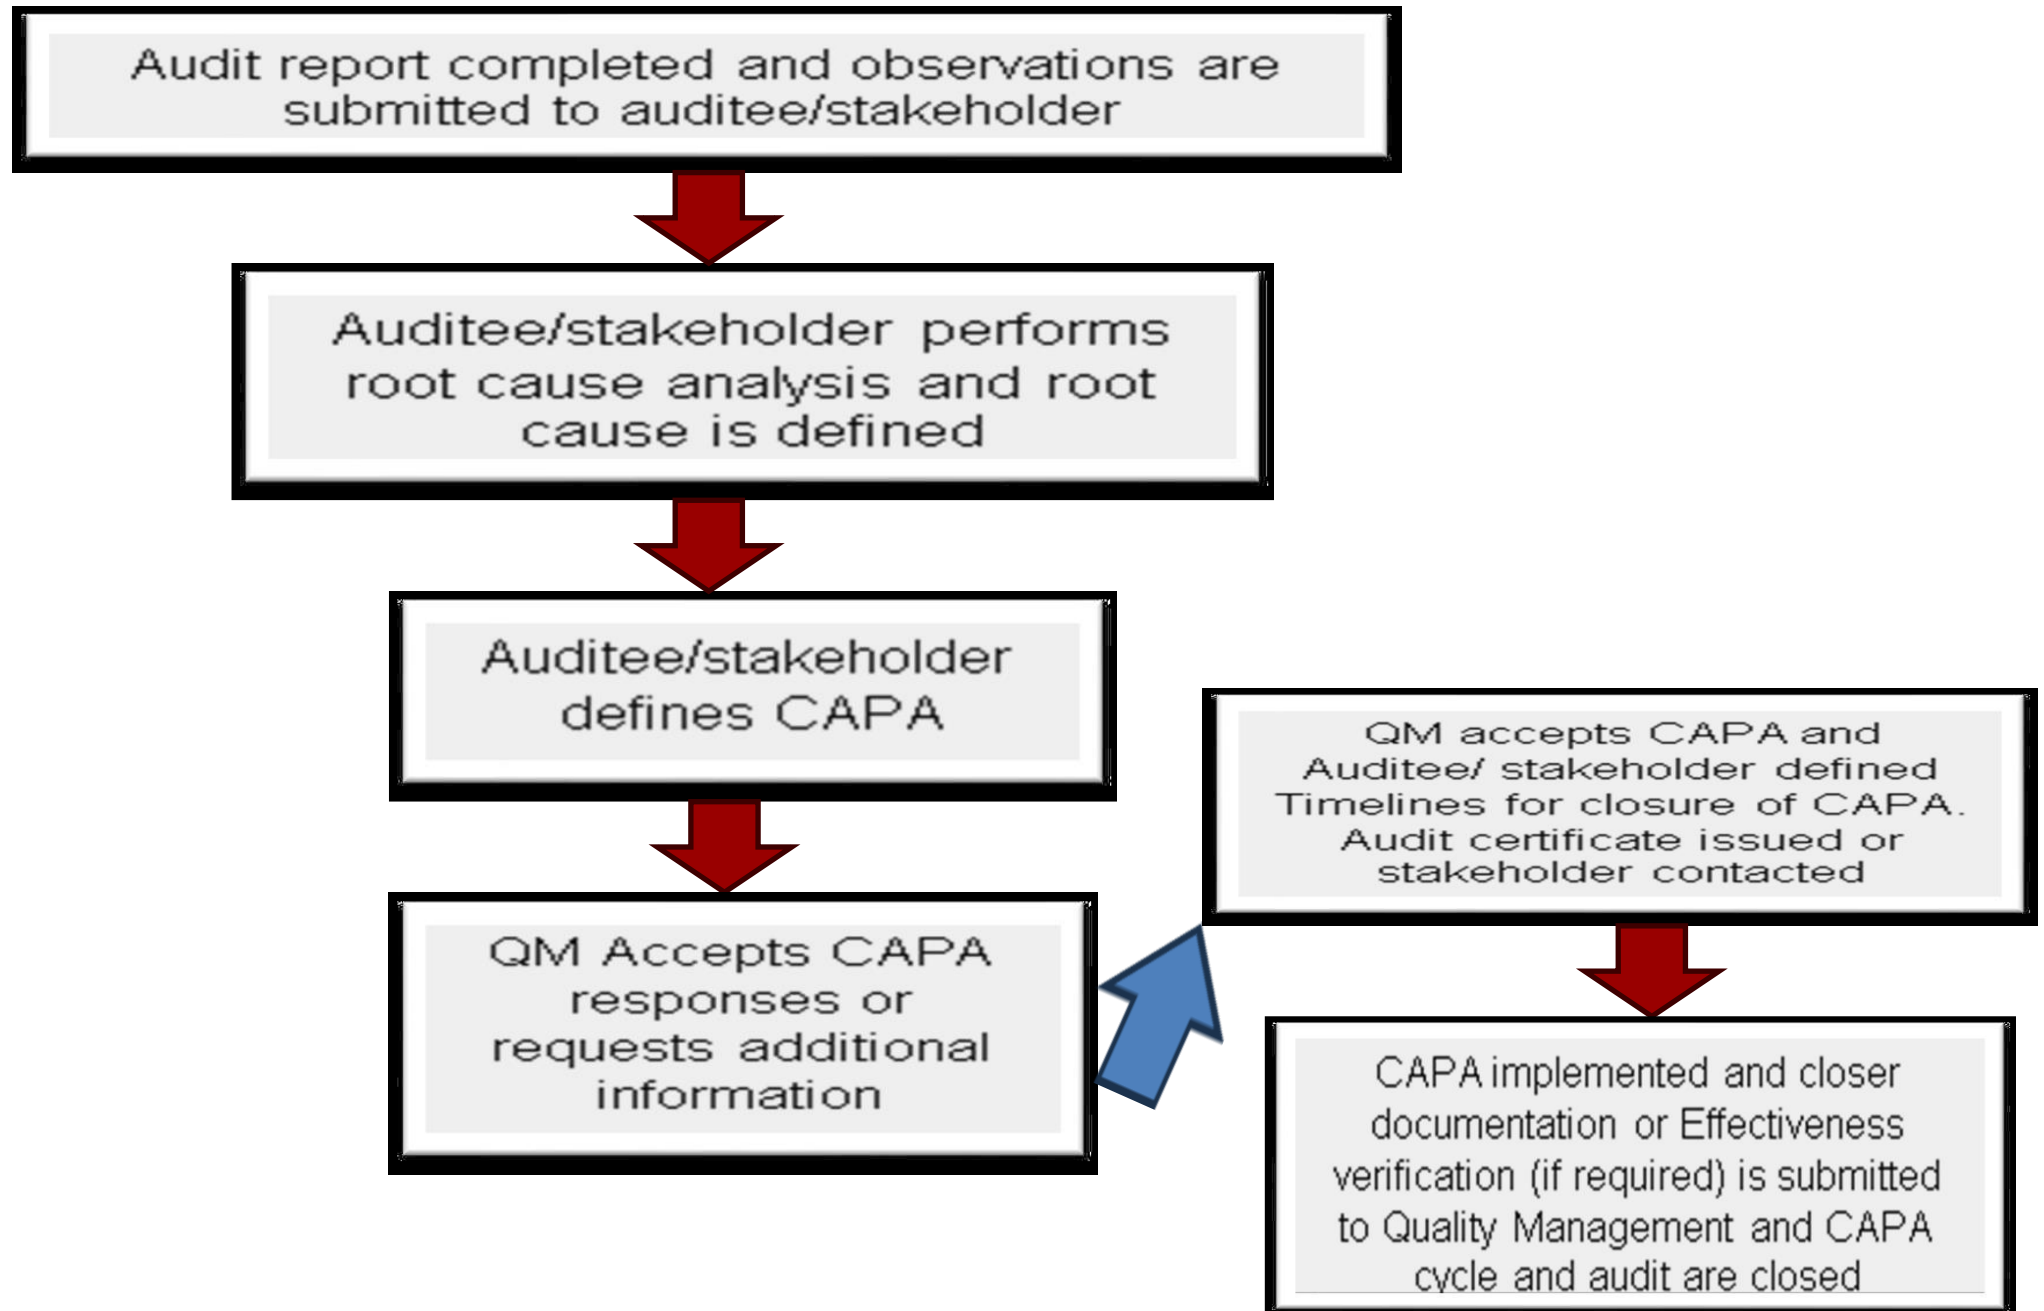 Audit report completed and observations are
submitted to auditee/stakeholder
Auditee/stakeholder performs
root cause analysis and root
cause is defined
Auditee/stakeholder
defines CAPA
QM Accepts CAPA
responses or
requests additional
information
QM accepts CAPA and
Auditee/ stakeholder defined
Timelines for closure of CAPA.
Audit certificate issued or
stakeholder contacted
CAPA implemented and closer
documentation or Effectiveness
verification (if required) is submitted
to Quality Management and CAPA
cycle and audit are closed